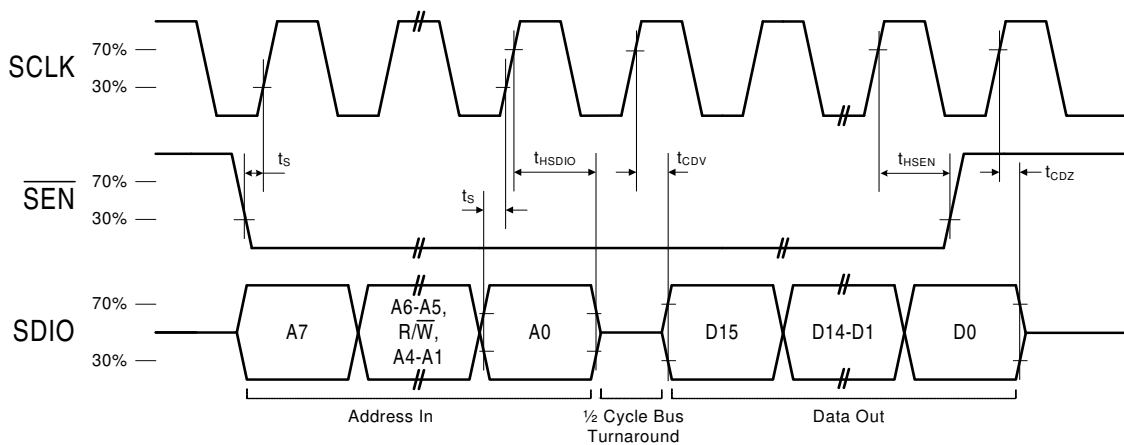 SCLK
70%
30%
tS
tHSDIO
tCDV
tHSEN
tCDZ
SEN
70%
30%
tS
SDIO
70%
30%
A7
A6-A5,
R/W,
A4-A1
A0
D15
D14-D1
D0
Address In
½ Cycle Bus
Turnaround
Data Out